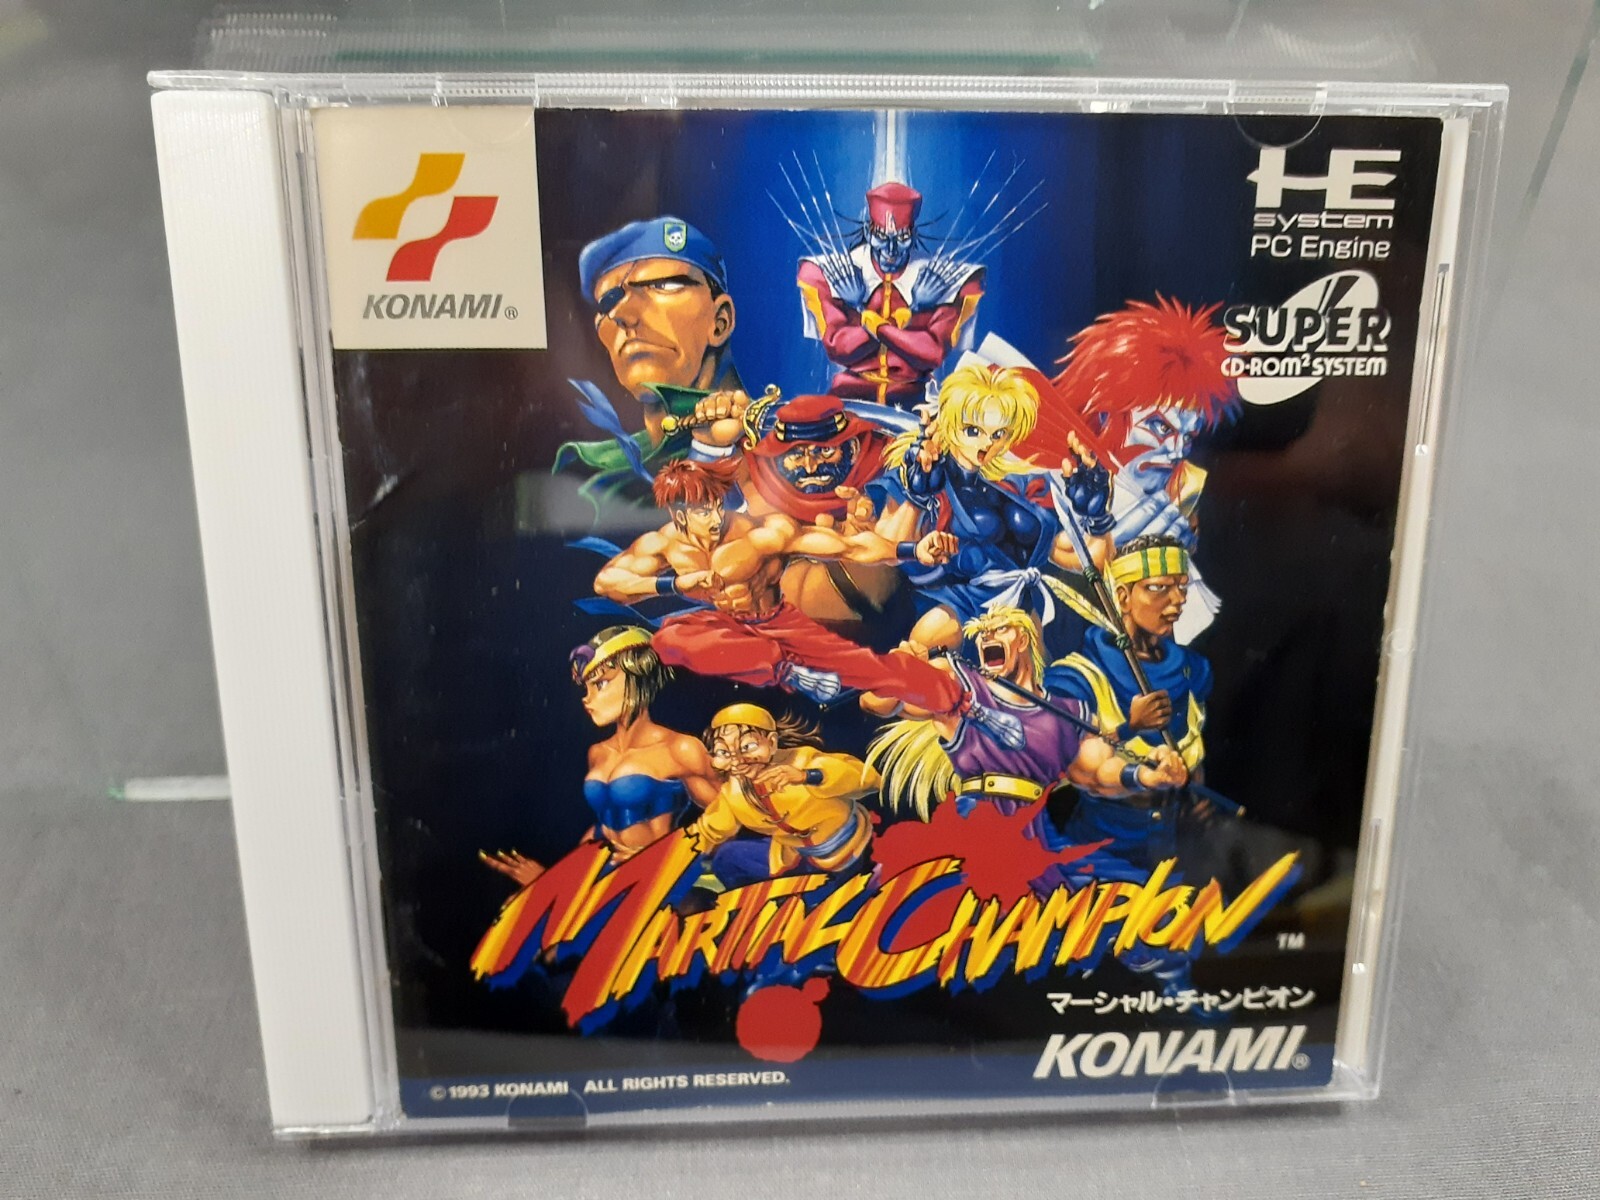 KONAMI®
HE
system
PC Engine
SUPER
CD-ROM² SYSTEM
MARTIAL CHAMPION
TM
マーシャル・チャンピオン
KONAMI®
© 1993 KONAMI ALL RIGHTS RESERVED.